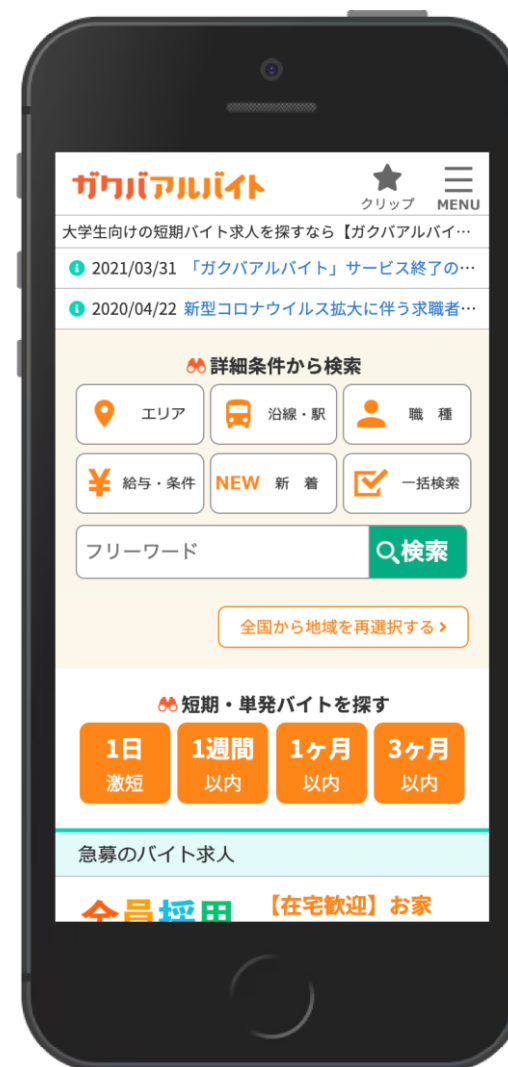 ガクバアルバイト
クリップ
MENU
大学生向けの短期バイト求人を探すなら【ガクバアルバイ…
2021/03/31 「ガクバアルバイト」サービス終了の…
2020/04/22 新型コロナウイルス拡大に伴う求職者…
詳細条件から検索
エリア
沿線・駅
職 種
¥ 給与・条件
NEW 新 着
一括検索
フリーワード
検索
全国から地域を再選択する
短期・単発バイトを探す
1日 1週間 1ヶ月 3ヶ月
激短 以内 以内 以内
急募のバイト求人
全員採用
【在宅歓迎】お家